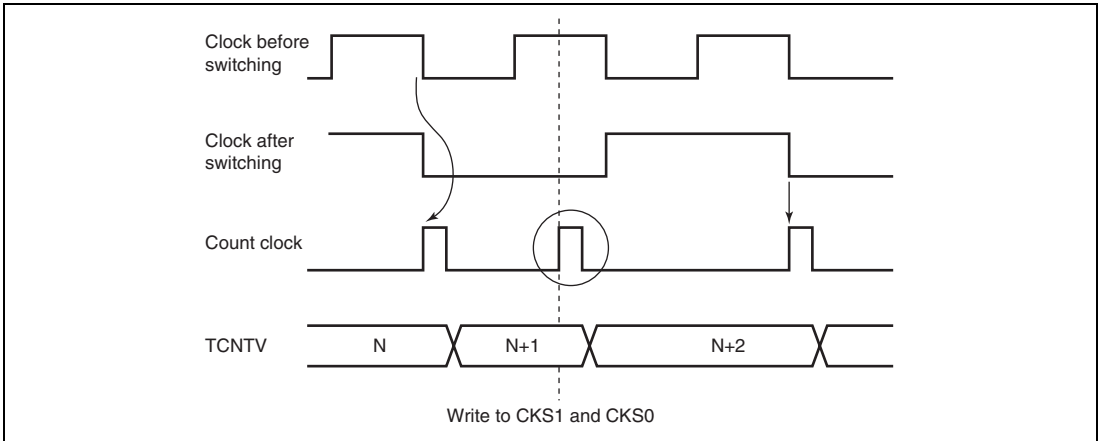 Clock before
switching
Clock after
switching
Count clock
TCNTV
N
N+1
N+2
Write to CKS1 and CKS0